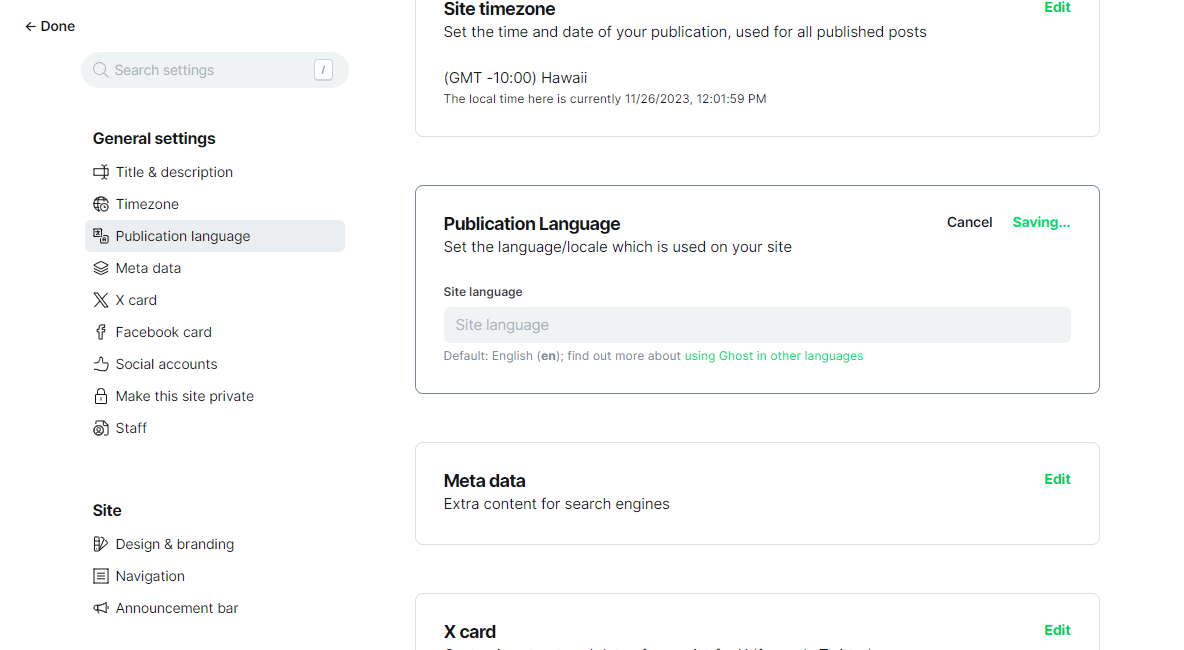 ← Done
Search settings
/
General settings
Title & description
Timezone
Publication language
Meta data
X card
Facebook card
Social accounts
Make this site private
Staff
Site
Design & branding
Navigation
Announcement bar
Site timezone
Edit
Set the time and date of your publication, used for all published posts
(GMT -10:00) Hawaii
The local time here is currently 11/26/2023, 12:01:59 PM
Publication Language
Cancel
Saving...
Set the language/locale which is used on your site
Site language
Site language
Default: English (en); find out more about using Ghost in other languages
Meta data
Edit
Extra content for search engines
X card
Edit